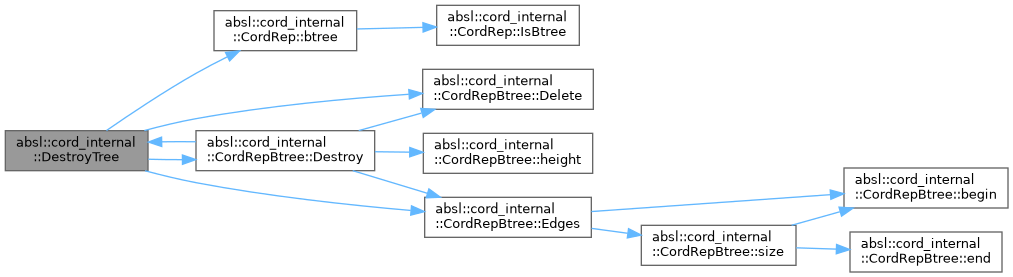 absl::cord_internal
::DestroyTree
absl::cord_internal
::CordRep::btree
absl::cord_internal
::CordRep::IsBtree
absl::cord_internal
::CordRepBtree::Delete
absl::cord_internal
::CordRepBtree::Destroy
absl::cord_internal
::CordRepBtree::height
absl::cord_internal
::CordRepBtree::Edges
absl::cord_internal
::CordRepBtree::begin
absl::cord_internal
::CordRepBtree::size
absl::cord_internal
::CordRepBtree::end